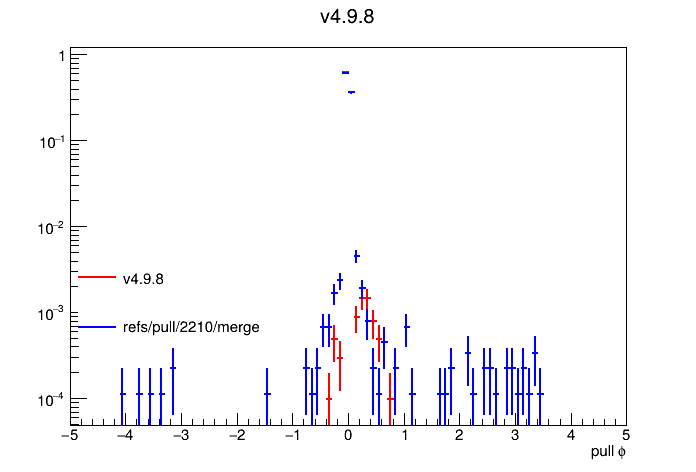 v4.9.8
1
10⁻¹
10⁻²
10⁻³
10⁻⁴
v4.9.8
refs/pull/2210/merge
−5 −4 −3 −2 −1 0 1 2 3 4 5
pull ϕ